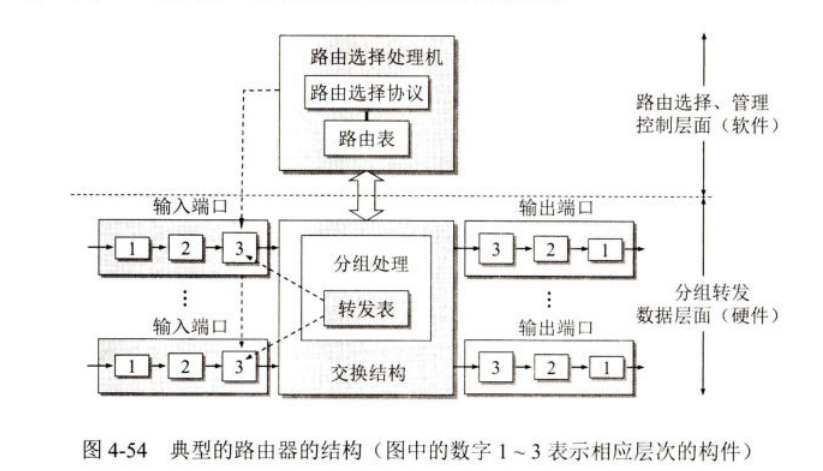 路由选择处理机
路由选择协议
路由表
路由选择、管理
控制层面（软件）
输入端口
1
2
3
┇
输入端口
1
2
3
分组处理
转发表
交换结构
输出端口
3
2
1
┇
输出端口
3
2
1
分组转发
数据层面（硬件）
图 4-54 典型的路由器的结构（图中的数字 1 ~ 3 表示相应层次的构件）